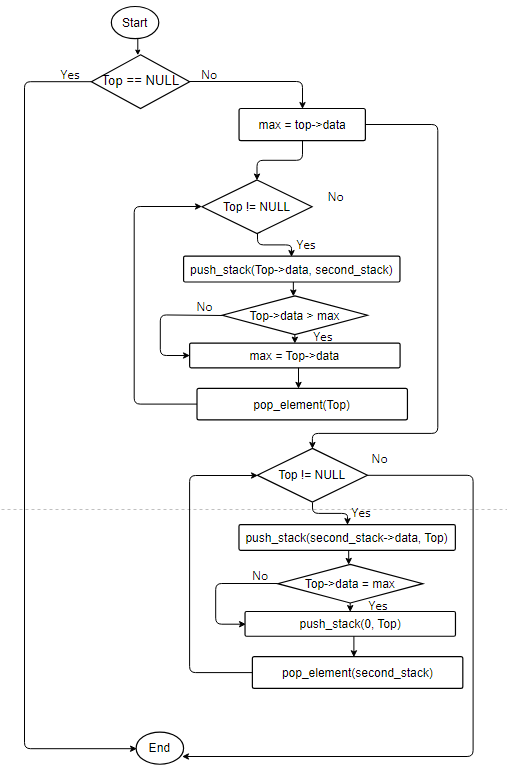 Start
Yes
Top == NULL
No
max = top->data
Top != NULL
No
Yes
push_stack(Top->data, second_stack)
No
Top->data > max
Yes
max = Top->data
pop_element(Top)
Top != NULL
No
Yes
push_stack(second_stack->data, Top)
No
Top->data = max
Yes
push_stack(0, Top)
pop_element(second_stack)
End